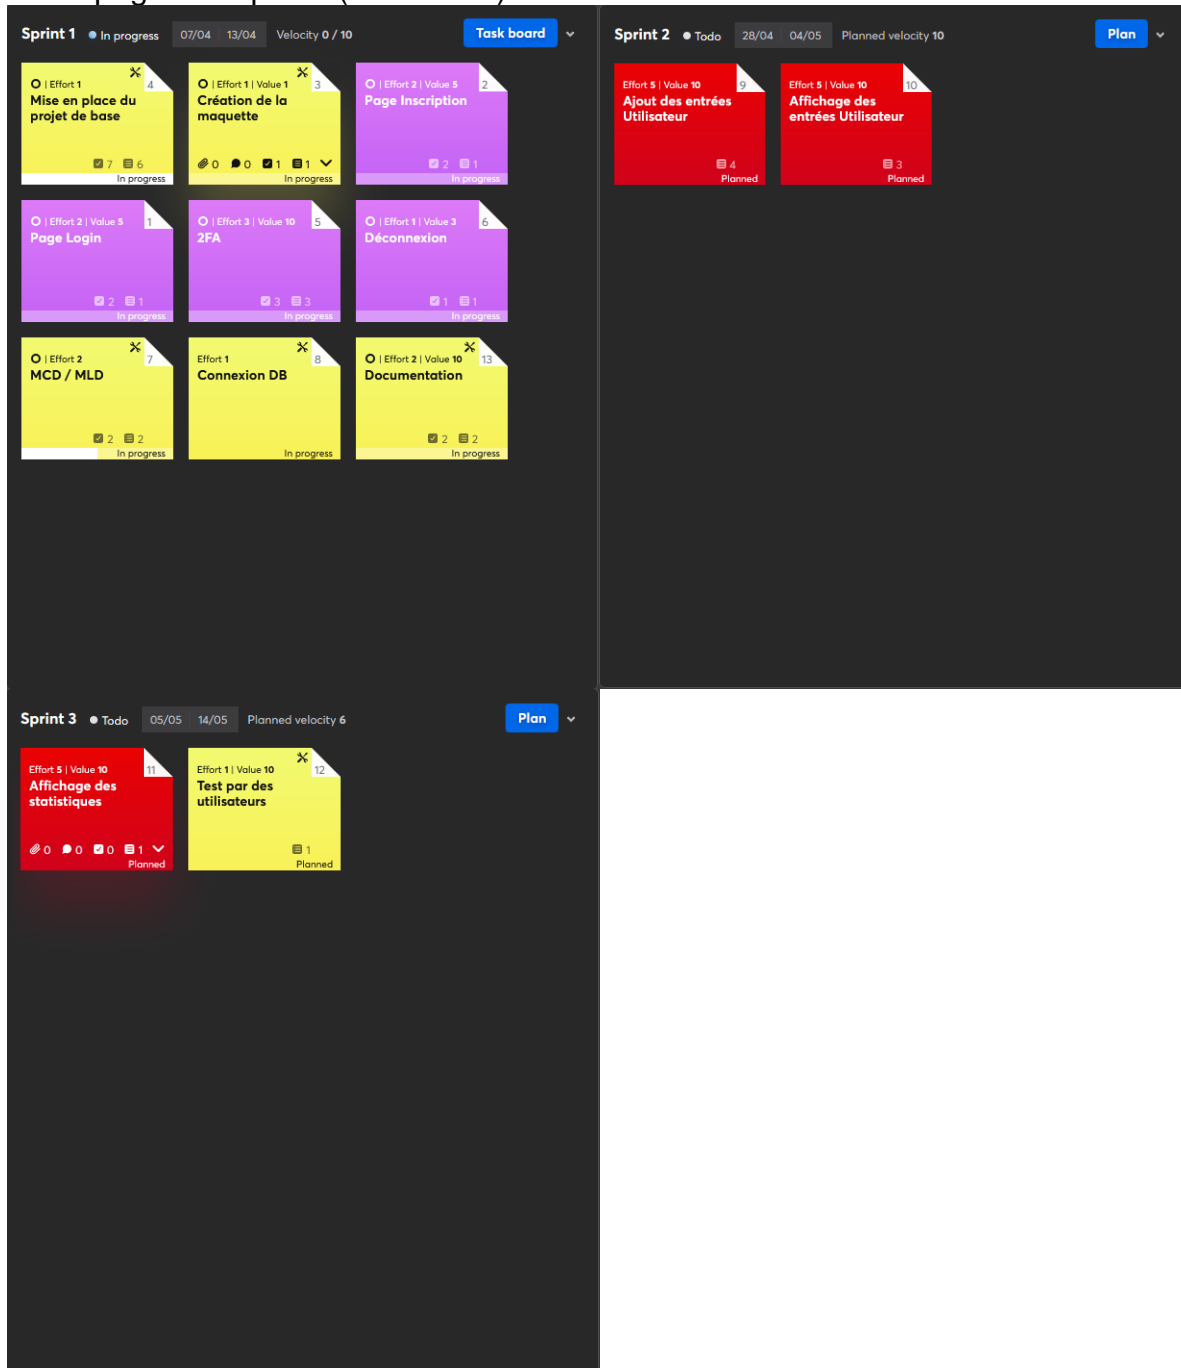 Sprint 1 In progress 07/04 13/04 Velocity 0 / 10 Task board
| Effort 1 4
Mise en place du
projet de base
7 6
In progress
| Effort 1 | Value 1 3
Création de la
maquette
0 0 1 1
In progress
| Effort 2 | Value 5 2
Page Inscription
2 1
In progress
| Effort 2 | Value 5 1
Page Login
2 1
In progress
| Effort 3 | Value 10 5
2FA
3 3
In progress
| Effort 1 | Value 3 6
Déconnexion
1 1
In progress
| Effort 2 7
MCD / MLD
2 2
In progress
Effort 1 8
Connexion DB
In progress
| Effort 2 | Value 10 13
Documentation
2 2
In progress
Sprint 2 Todo 28/04 04/05 Planned velocity 10 Plan
Effort 5 | Value 10 9
Ajout des entrées
Utilisateur
4
Planned
Effort 5 | Value 10 10
Affichage des
entrées Utilisateur
3
Planned
Sprint 3 Todo 05/05 14/05 Planned velocity 6 Plan
Effort 5 | Value 10 11
Affichage des
statistiques
0 0 0 1
Planned
Effort 1 | Value 10 12
Test par des
utilisateurs
1
Planned